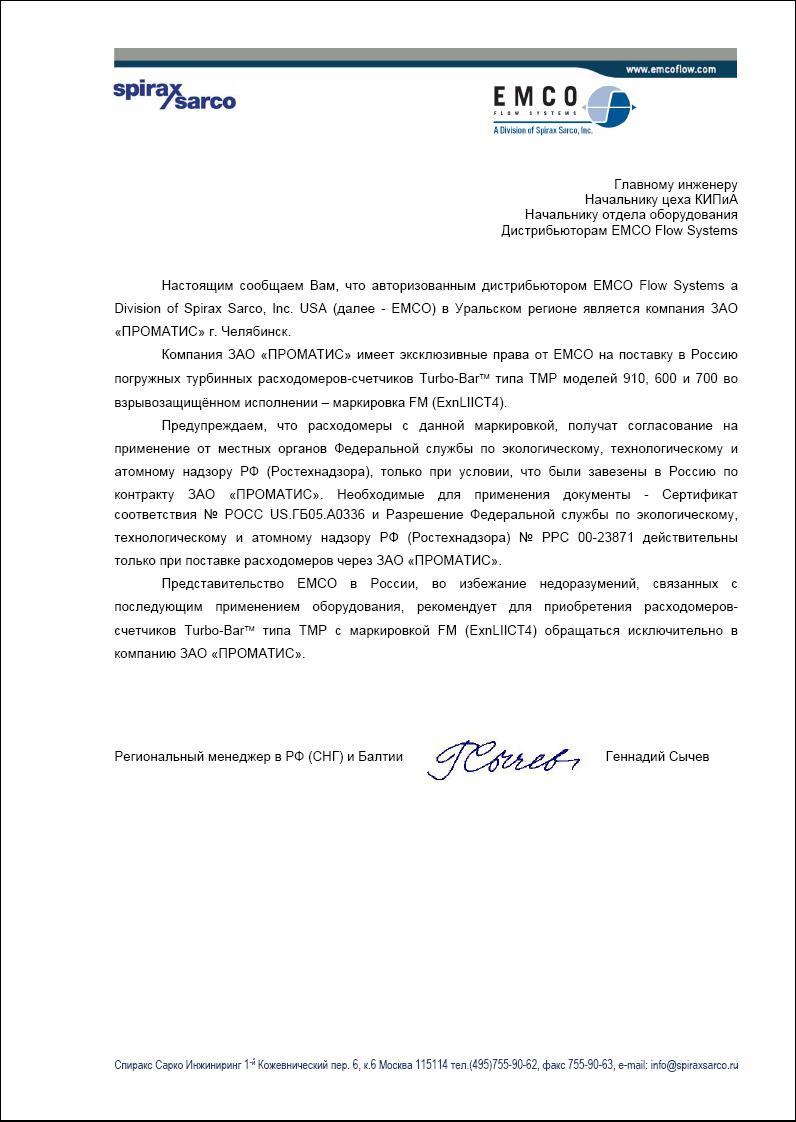 www.emcoflow.com
spirax
sarco
EMCO
FLOW SYSTEMS
A Division of Spirax Sarco, Inc.
Главному инженеру
Начальнику цеха КИПиА
Начальнику отдела оборудования
Дистрибьюторам EMCO Flow Systems
Настоящим сообщаем Вам, что авторизованным дистрибьютором EMCO Flow Systems a
Division of Spirax Sarco, Inc. USA (далее - EMCO) в Уральском регионе является компания ЗАО
«ПРОМАТИС» г. Челябинск.
Компания ЗАО «ПРОМАТИС» имеет эксклюзивные права от EMCO на поставку в Россию
погружных турбинных расходомеров-счетчиков Turbo-Bar™ типа TMP моделей 910, 600 и 700 во
взрывозащищённом исполнении – маркировка FM (ExnLIICT4).
Предупреждаем, что расходомеры с данной маркировкой, получат согласование на
применение от местных органов Федеральной службы по экологическому, технологическому и
атомному надзору РФ (Ростехнадзора), только при условии, что были завезены в Россию по
контракту ЗАО «ПРОМАТИС». Необходимые для применения документы - Сертификат
соответствия № РОСС US.ГБ05.А0336 и Разрешение Федеральной службы по экологическому,
технологическому и атомному надзору РФ (Ростехнадзора) № РРС 00-23871 действительны
только при поставке расходомеров через ЗАО «ПРОМАТИС».
Представительство EMCO в России, во избежание недоразумений, связанных с
последующим применением оборудования, рекомендует для приобретения расходомеров-
счетчиков Turbo-Bar™ типа TMP с маркировкой FM (ExnLIICT4) обращаться исключительно в
компанию ЗАО «ПРОМАТИС».
Региональный менеджер в РФ (СНГ) и Балтии ГСычев Геннадий Сычев
Спиракс Сарко Инжиниринг 1-й Кожевнический пер. 6, к.6 Москва 115114 тел.(495)755-90-62, факс 755-90-63, e-mail: info@spiraxsarco.ru